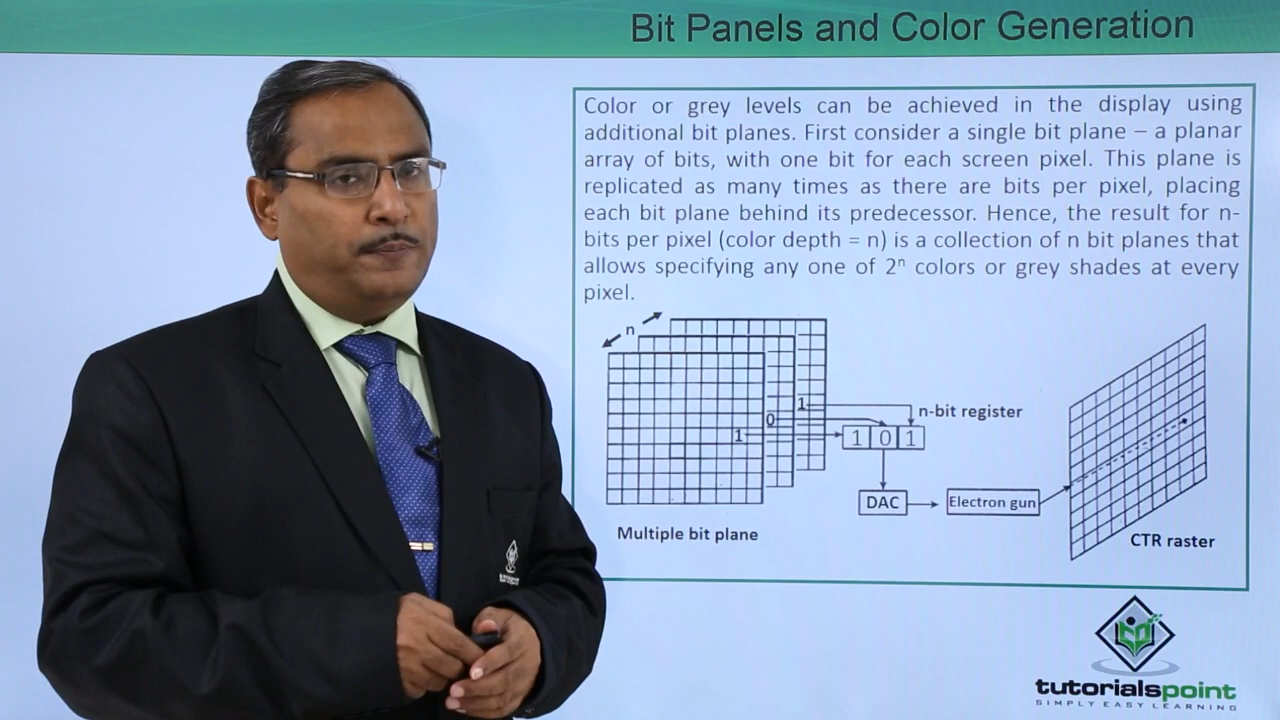 Bit Panels and Color Generation
Color or grey levels can be achieved in the display using
additional bit planes. First consider a single bit plane – a planar
array of bits, with one bit for each screen pixel. This plane is
replicated as many times as there are bits per pixel, placing
each bit plane behind its predecessor. Hence, the result for n-
bits per pixel (color depth = n) is a collection of n bit planes that
allows specifying any one of 2ⁿ colors or grey shades at every
pixel.
n
1
0
1
n-bit register
1 0 1
DAC
Electron gun
Multiple bit plane
CTR raster
tutorialspoint
SIMPLY EASY LEARNING